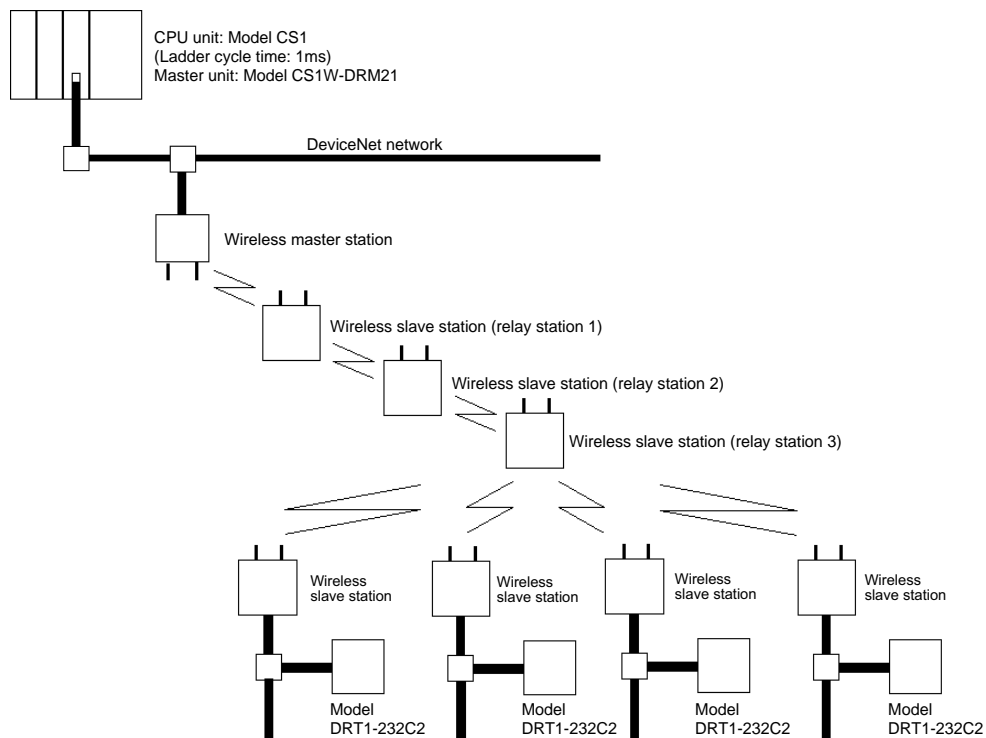 CPU unit: Model CS1
(Ladder cycle time: 1ms)
Master unit: Model CS1W-DRM21
DeviceNet network
Wireless master station
Wireless slave station (relay station 1)
Wireless slave station (relay station 2)
Wireless slave station (relay station 3)
Wireless
slave station
Wireless
slave station
Wireless
slave station
Wireless
slave station
Model
DRT1-232C2
Model
DRT1-232C2
Model
DRT1-232C2
Model
DRT1-232C2